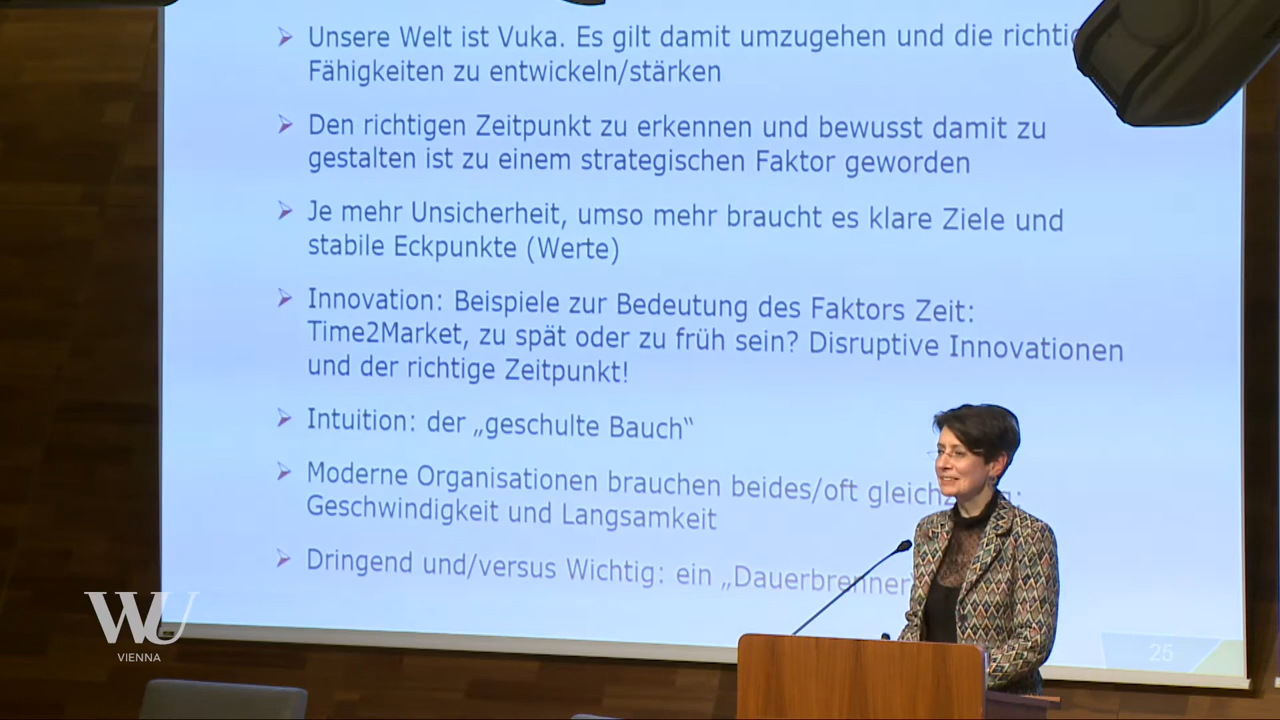 Unsere Welt ist Vuka. Es gilt damit umzugehen und die
Fähigkeiten zu entwickeln/stärken
Den richtigen Zeitpunkt zu erkennen und bewusst damit zu
gestalten ist zu einem strategischen Faktor geworden
Je mehr Unsicherheit, umso mehr braucht es klare Ziele und
stabile Eckpunkte (Werte)
Innovation: Beispiele zur Bedeutung des Faktors Zeit:
Time2Market, zu spät oder zu früh sein? Disruptive Innovationen
und der richtige Zeitpunkt!
Intuition: der „geschulte Bauch“
Moderne Organisationen brauchen beides/oft
Geschwindigkeit und Langsamkeit
Dringend und/versus Wichtig: ein „Dauerbrenner
25
WU
VIENNA